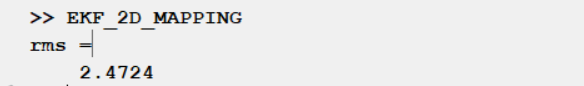 >> EKF_2D_MAPPING
rms =
2.4724